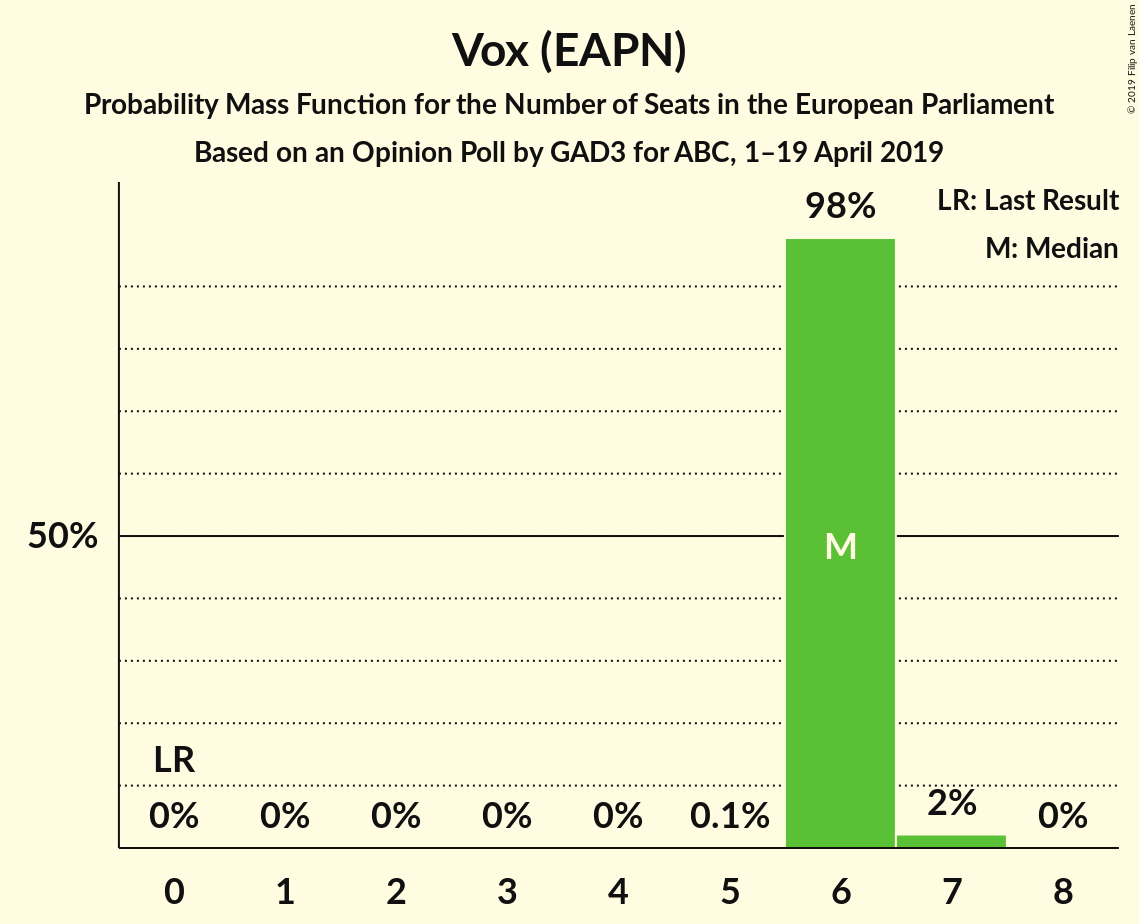 Vox (EAPN)
Probability Mass Function for the Number of Seats in the European Parliament
Based on an Opinion Poll by GAD3 for ABC, 1–19 April 2019
© 2019 Filip van Laenen
LR: Last Result
M: Median
98%
50%
M
LR
0% 0% 0% 0% 0% 0.1% 2% 0%
0 1 2 3 4 5 6 7 8